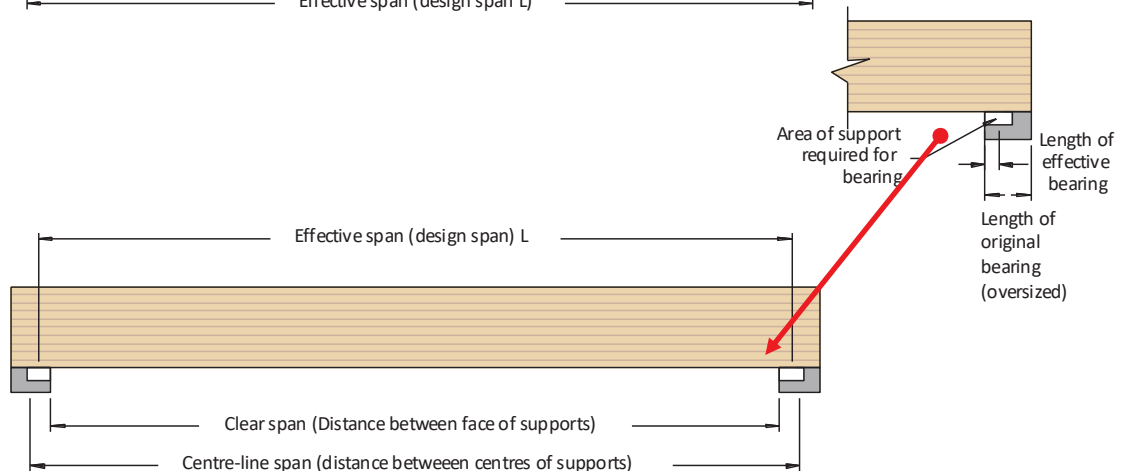 Effective span (design span L)
Area of support
required for
bearing
Length of
effective
bearing
Length of
original
bearing
(oversized)
Effective span (design span) L
Clear span (Distance between face of supports)
Centre-line span (distance betweeen centres of supports)